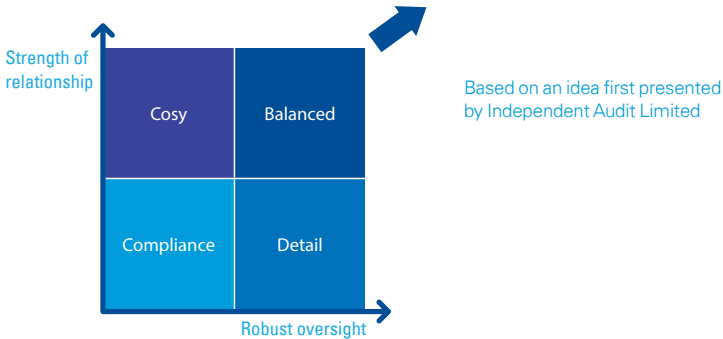 Strength of
relationship
Cosy
Balanced
Based on an idea first presented
by Independent Audit Limited
Compliance
Detail
Robust oversight